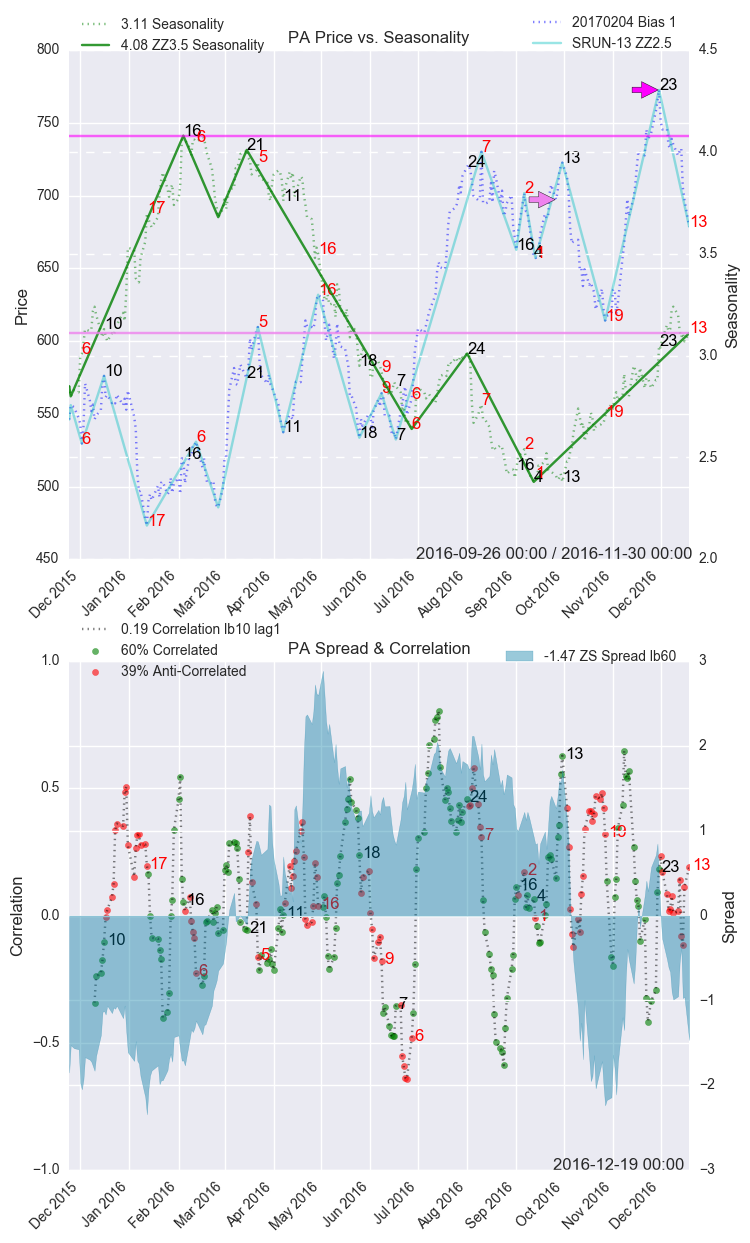 3.11 Seasonality
4.08 ZZ3.5 Seasonality
PA Price vs. Seasonality
20170204 Bias 1
SRUN-13 ZZ2.5
800
750
700
650
600
550
500
450
Price
4.5
4.0
3.5
3.0
2.5
2.0
Seasonality
6
10
17
16
6
21
5
11
16
18
9
7
6
6
24
7
2
16
4
13
19
23
13
6
10
17
16
6
21
5
11
16
18
9
7
6
24
7
2
16
4
13
19
23
13
2016-09-26 00:00 / 2016-11-30 00:00
Dec 2015
Jan 2016
Feb 2016
Mar 2016
Apr 2016
May 2016
Jun 2016
Jul 2016
Aug 2016
Sep 2016
Oct 2016
Nov 2016
Dec 2016
0.19 Correlation lb10 lag1
60% Correlated
39% Anti-Correlated
PA Spread & Correlation
-1.47 ZS Spread lb60
1.0
0.5
0.0
−0.5
−1.0
Correlation
3
2
1
0
−1
−2
−3
Spread
10
17
16
6
21
5
11
16
18
9
7
6
24
7
2
16
4
1
13
19
23
13
2016-12-19 00:00
Dec 2015
Jan 2016
Feb 2016
Mar 2016
Apr 2016
May 2016
Jun 2016
Jul 2016
Aug 2016
Sep 2016
Oct 2016
Nov 2016
Dec 2016